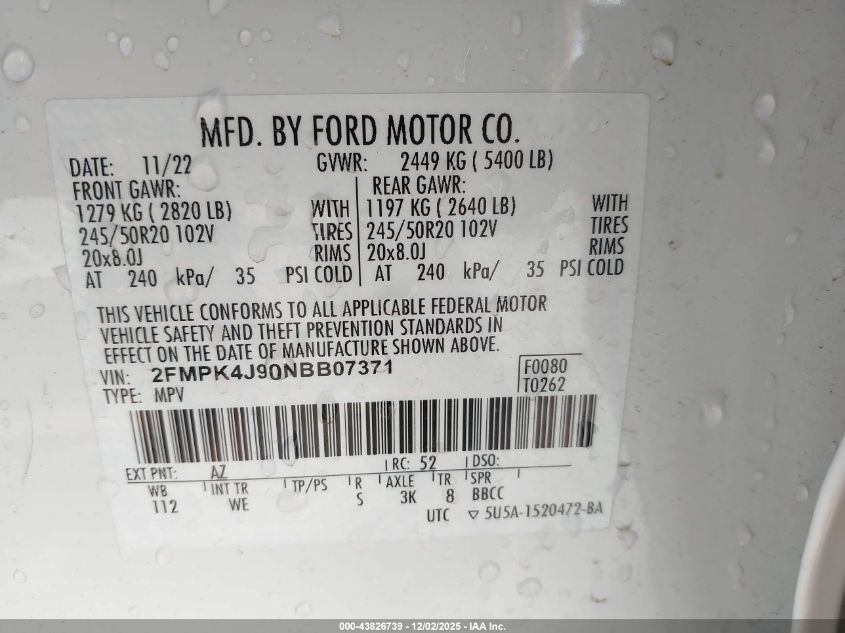 MFD. BY FORD MOTOR CO.
DATE: 11/22 GVWR: 2449 KG ( 5400 LB)
FRONT GAWR: REAR GAWR:
1279 KG ( 2820 LB) WITH 1197 KG ( 2640 LB) WITH
245/50R20 102V TIRES 245/50R20 102V TIRES
20x8.0J RIMS 20x8.0J RIMS
AT 240 kPa/ 35 PSI COLD AT 240 kPa/ 35 PSI COLD
THIS VEHICLE CONFORMS TO ALL APPLICABLE FEDERAL MOTOR
VEHICLE SAFETY AND THEFT PREVENTION STANDARDS IN
EFFECT ON THE DATE OF MANUFACTURE SHOWN ABOVE.
VIN: 2FMPK4J90NBB07371 F0080
TYPE: MPV T0262
EXT PNT: AZ RC: 52 DSO:
WB INT TR TP/PS R AXLE TR SPR
112 WE S 3K 8 BBCC
UTC ▽ 5U5A-1520472-BA
000-43826739 - 12/02/2025 - IAA Inc.